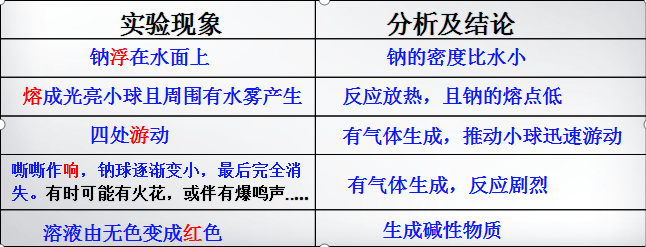 实验现象 分析及结论
钠浮在水面上 钠的密度比水小
熔成光亮小球且周围有水雾产生 反应放热，且钠的熔点低
四处游动 有气体生成，推动小球迅速游动
嘶嘶作响，钠球逐渐变小，最后完全消
失。有时可能有火花，或伴有爆鸣声.....
有气体生成，反应剧烈
溶液由无色变成红色 生成碱性物质